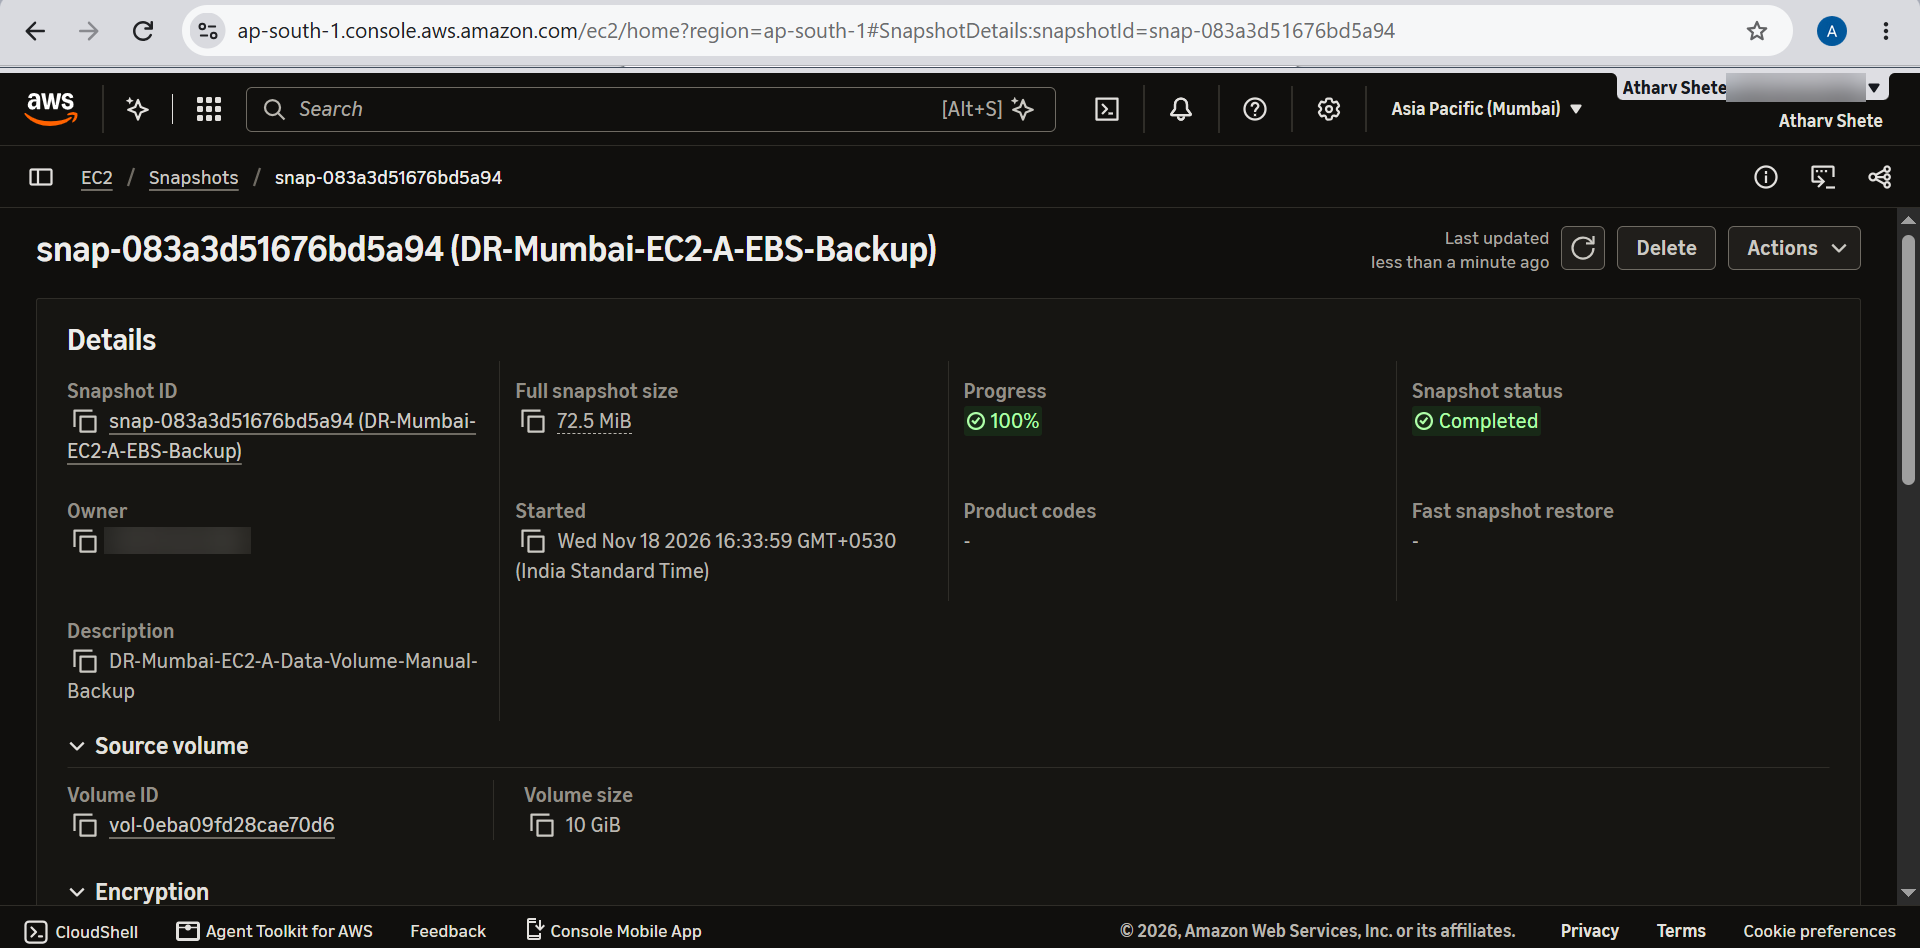 ap-south-1.console.aws.amazon.com/ec2/home?region=ap-south-1#SnapshotDetails:snapshotId=snap-083a3d51676bd5a94
A
aws
Search
[Alt+S]
Asia Pacific (Mumbai)
Atharv Shete
Atharv Shete
EC2 / Snapshots / snap-083a3d51676bd5a94
snap-083a3d51676bd5a94 (DR-Mumbai-EC2-A-EBS-Backup)
Last updated
less than a minute ago
Delete
Actions
Details
Snapshot ID
snap-083a3d51676bd5a94 (DR-Mumbai-
EC2-A-EBS-Backup)
Full snapshot size
72.5 MiB
Progress
100%
Snapshot status
Completed
Owner
Started
Wed Nov 18 2026 16:33:59 GMT+0530
(India Standard Time)
Product codes
-
Fast snapshot restore
-
Description
DR-Mumbai-EC2-A-Data-Volume-Manual-
Backup
Source volume
Volume ID
vol-0eba09fd28cae70d6
Volume size
10 GiB
Encryption
CloudShell
Agent Toolkit for AWS
Feedback
Console Mobile App
© 2026, Amazon Web Services, Inc. or its affiliates.
Privacy
Terms
Cookie preferences